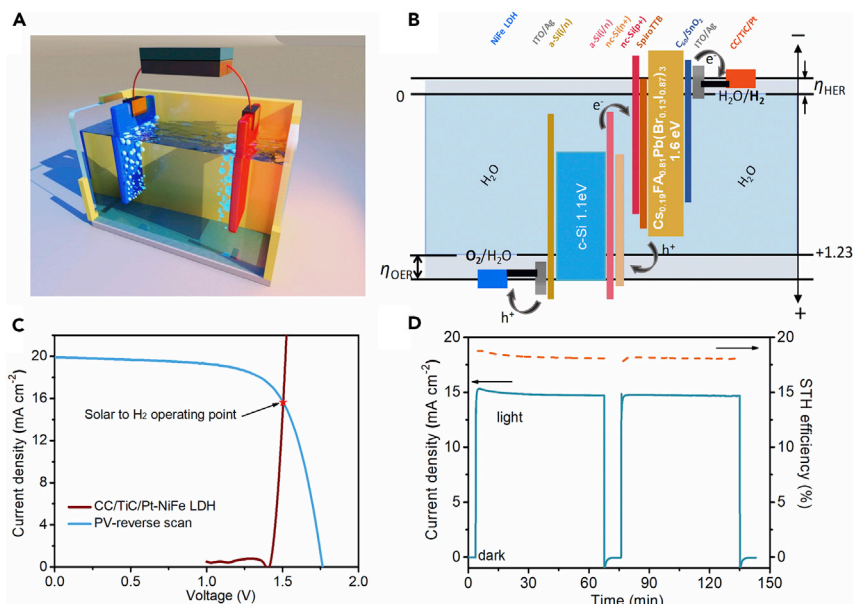 A
B
NiFe LDH
ITO/Ag
a-Si(i/n)
a-Si(i/n)
nc-Si(n+)
nc-Si(p+)
SpiroTTB
C60/SnO2
ITO/Ag
CC/TiC/Pt
−
e-
ηHER
0
H2O/H2
e-
H2O
c-Si 1.1eV
Cs0.19FA0.81Pb(Br0.13I0.87)3
1.6 eV
H2O
O2/H2O
h+
+1.23
ηOER
h+
+
C
Current density (mA cm-2)
20
16
12
8
4
0
Solar to H2 operating point
CC/TiC/Pt-NiFe LDH
PV-reverse scan
0.0
0.5
1.0
1.5
2.0
Voltage (V)
D
Current density (mA cm-2)
20
15
10
5
0
light
dark
20
15
10
5
0
STH efficiency (%)
0
30
60
90
120
150
Time (min)